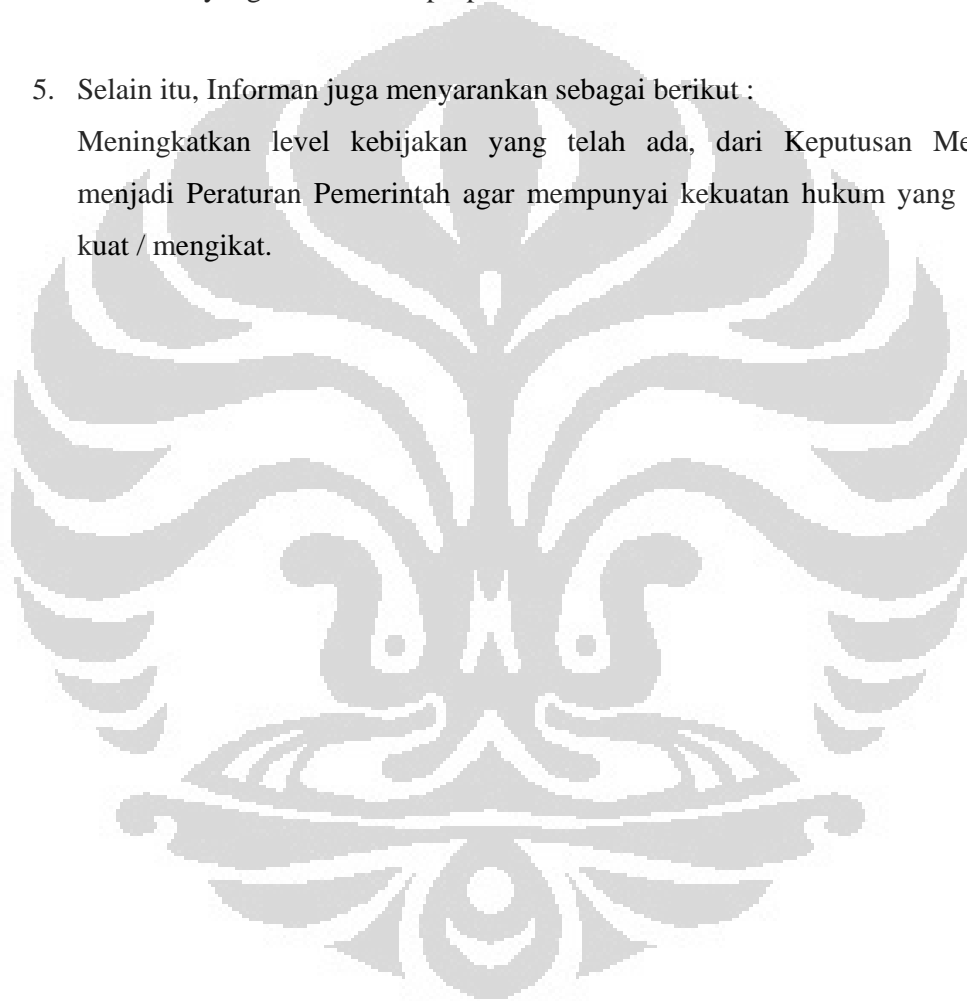 5. Selain itu, Informan juga menyarankan sebagai berikut :
Meningkatkan level kebijakan yang telah ada, dari Keputusan Me
menjadi Peraturan Pemerintah agar mempunyai kekuatan hukum yang
kuat / mengikat.